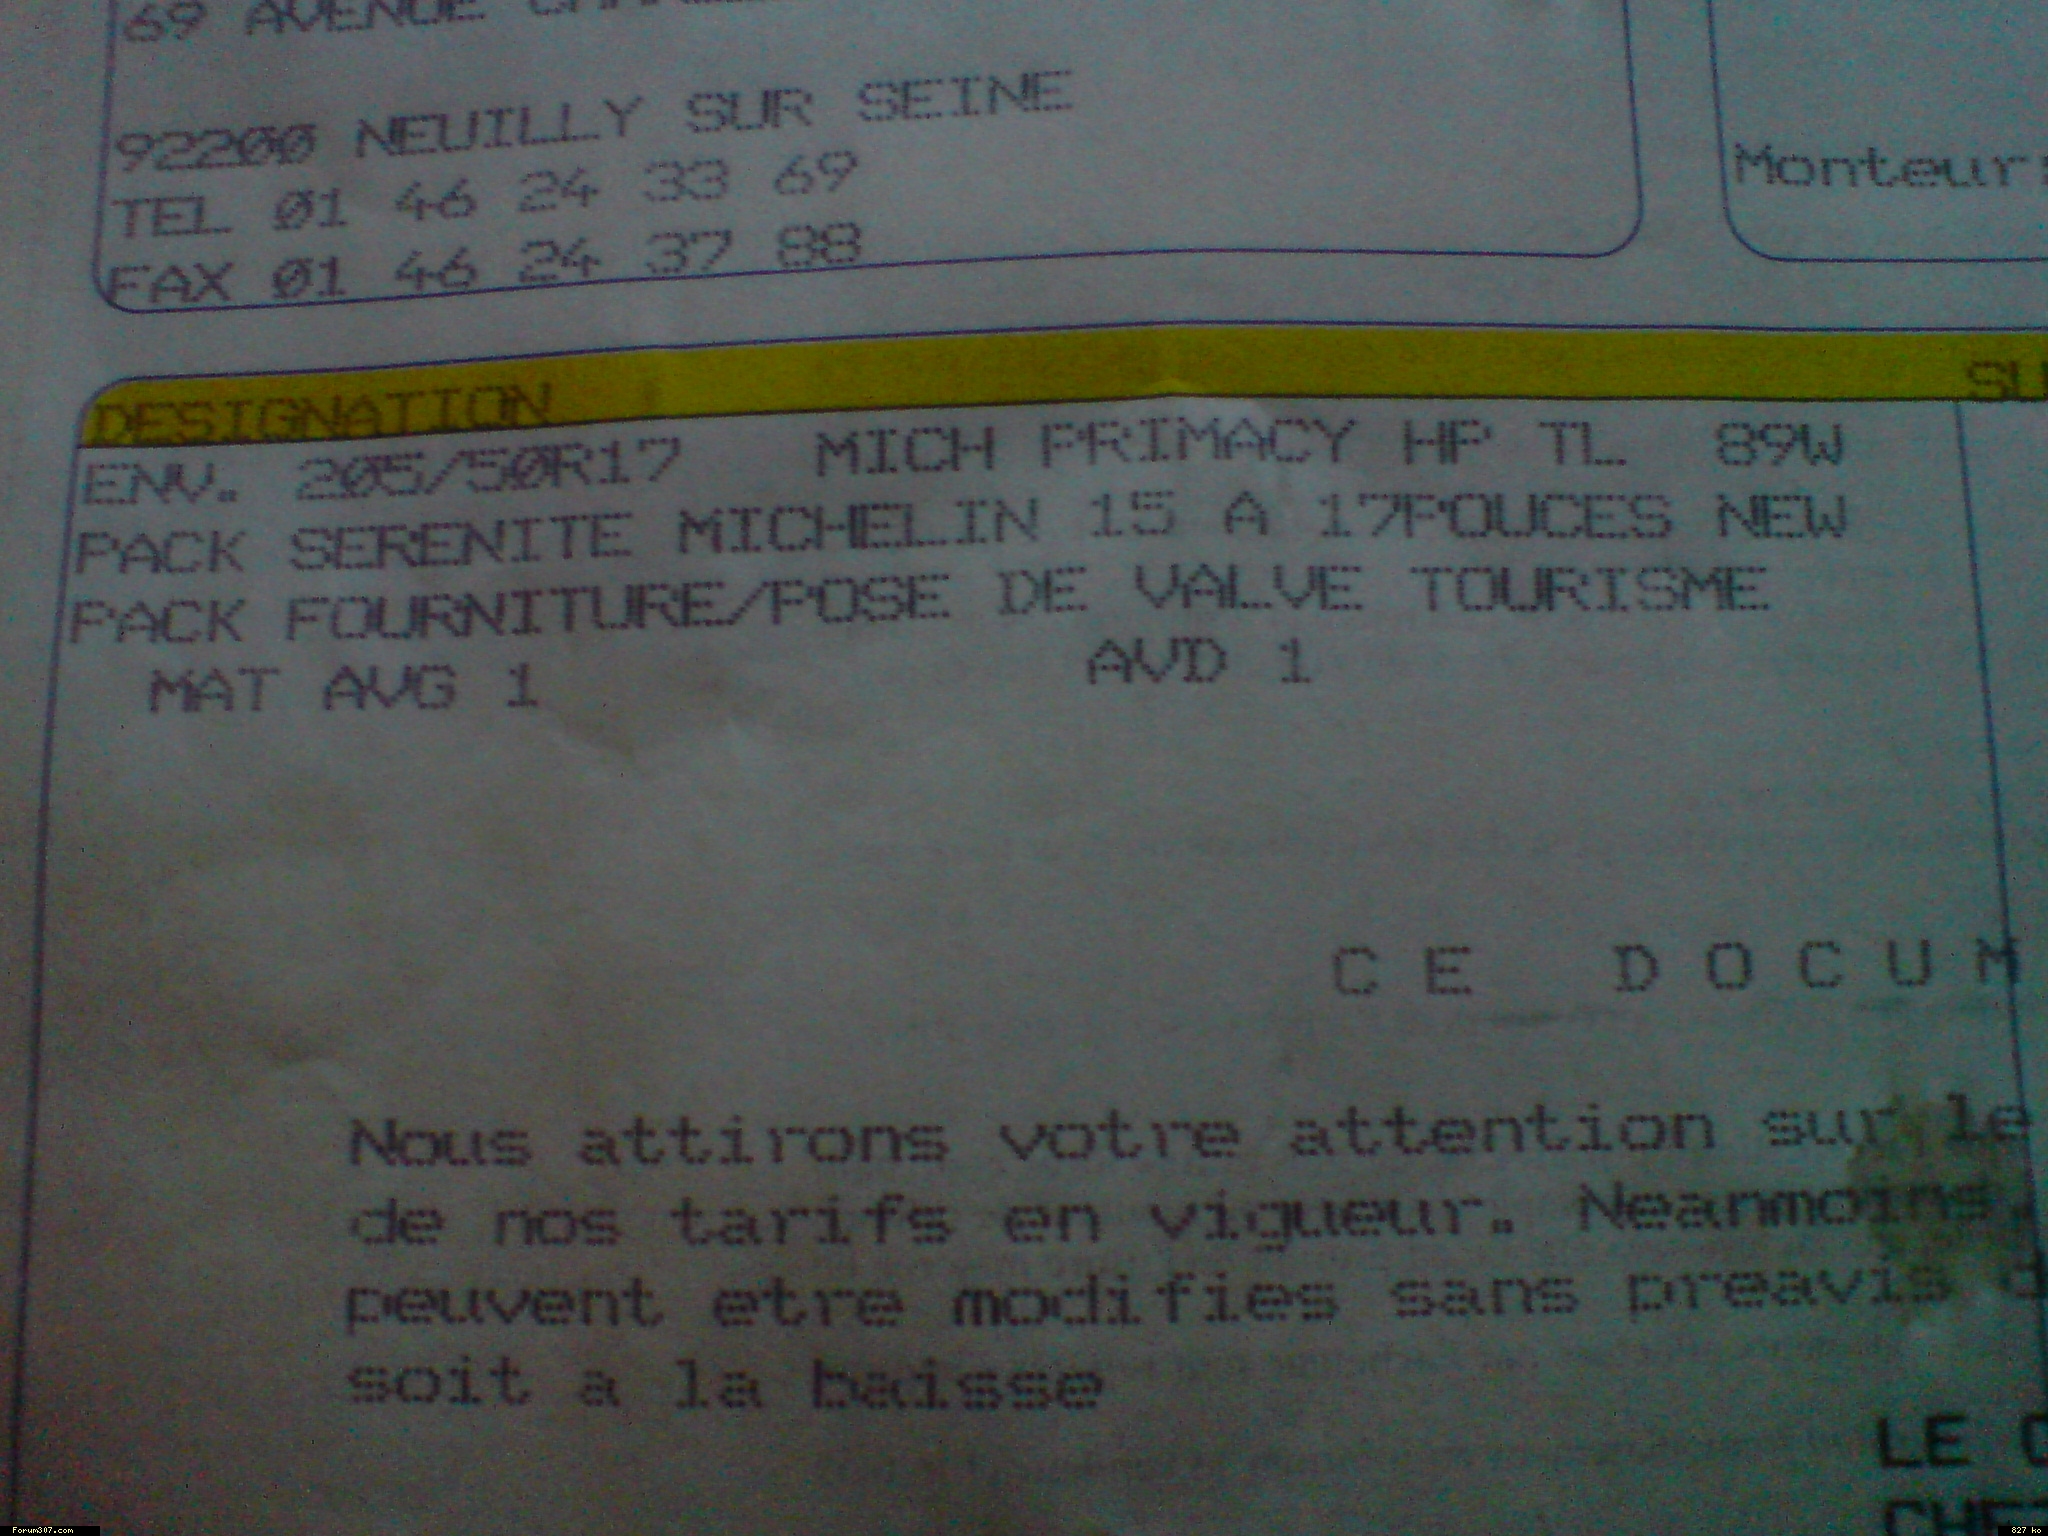 69 AVENUE
92200 NEUILLY SUR SEINE
TEL 01 46 24 33 69
FAX 01 46 24 37 88
Monteur
DESIGNATION SU
ENV. 205/50R17 MICH PRIMACY HP TL 89W
PACK SERENITE MICHELIN 15 A 17POUCES NEW
PACK FOURNITURE/POSE DE VALVE TOURISME
MAT AVG 1 AVD 1
C E D O C U M
Nous attirons votre attention sur le
de nos tarifs en vigueur. Neanmoins,
peuvent etre modifies sans preavis d
soit a la baisse
LE C
CHE
Forum307.com 827 ko